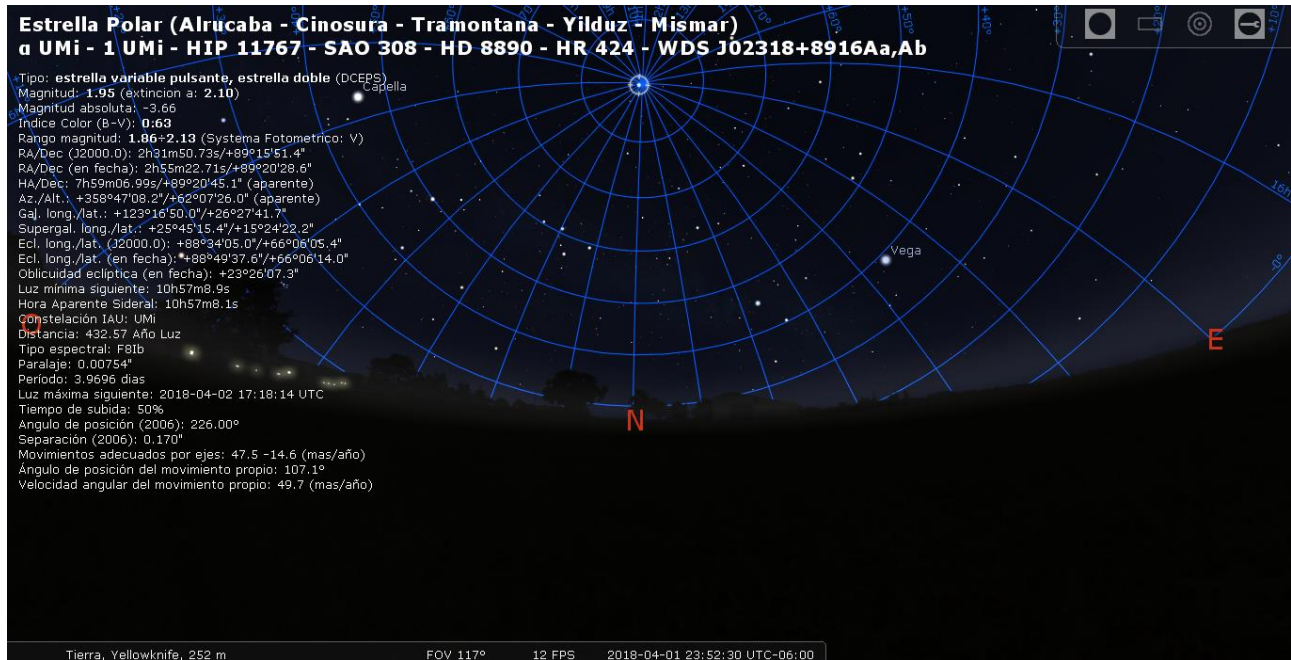 Estrella Polar (Alrucaba - Cinosura - Tramontana - Yilduz - Mismar)
α UMi - 1 UMi - HIP 11767 - SAO 308 - HD 8890 - HR 424 - WDS J02318+8916Aa,Ab
Tipo: estrella variable pulsante, estrella doble (DCEPS)
Magnitud: 1.95 (extincion a: 2.10)
Magnitud absoluta: -3.66
Indice Color (B-V): 0.63
Rango magnitud: 1.86÷2.13 (Systema Fotometrico: V)
RA/Dec (J2000.0): 2h31m50.73s/+89°15'51.4"
RA/Dec (en fecha): 2h55m22.71s/+89°20'28.6"
HA/Dec: 7h59m06.99s/+89°20'45.1" (aparente)
Az./Alt.: +358°47'08.2"/+62°07'26.0" (aparente)
Gal. long./lat.: +123°16'50.0"/+26°27'41.7"
Supergal. long./lat.: +25°45'15.4"/+15°24'22.2"
Ecl. long./lat. (J2000.0): +88°34'05.0"/+66°06'05.4"
Ecl. long./lat. (en fecha): +88°49'37.6"/+66°06'14.0"
Oblicuidad eclíptica (en fecha): +23°26'07.3"
Luz mínima siguiente: 10h57m8.9s
Hora Aparente Sideral: 10h57m8.1s
Constelación IAU: UMi
Distancia: 432.57 Año Luz
Tipo espectral: F8Ib
Paralaje: 0.00754"
Período: 3.9696 dias
Luz máxima siguiente: 2018-04-02 17:18:14 UTC
Tiempo de subida: 50%
Angulo de posición (2006): 226.00°
Separación (2006): 0.170"
Movimientos adecuados por ejes: 47.5 -14.6 (mas/año)
Ángulo de posición del movimiento propio: 107.1°
Velocidad angular del movimiento propio: 49.7 (mas/año)
Capella
Vega
16h
-0°
O
N
E
+60°
+50°
+40°
+30°
+20°
+10°
Tierra, Yellowknife, 252 m
FOV 117°
12 FPS
2018-04-01 23:52:30 UTC-06:00